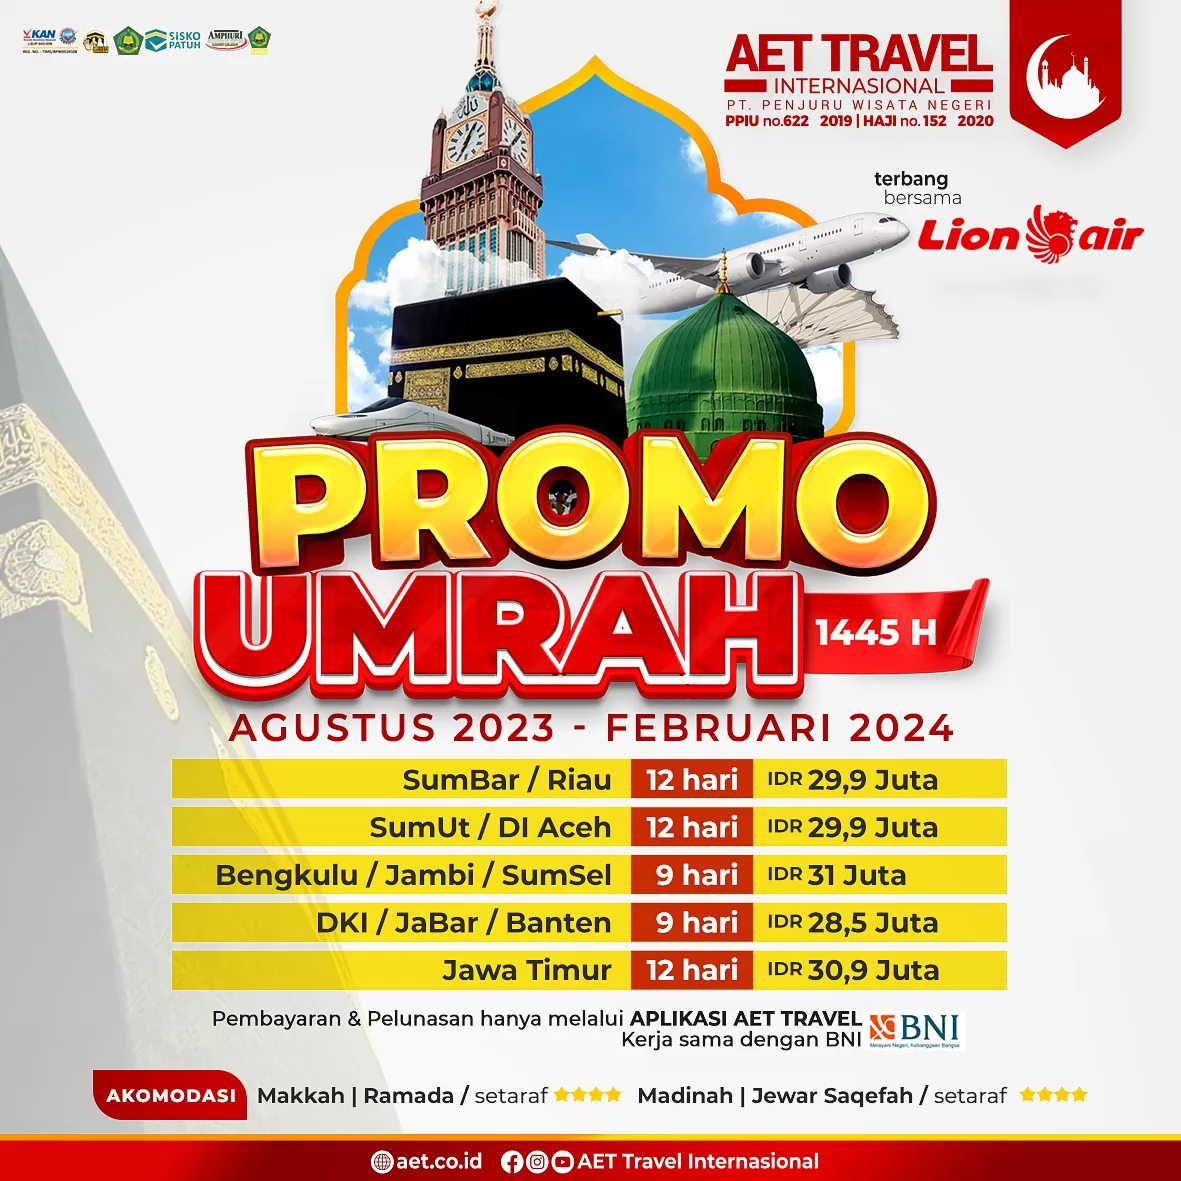 KAN
SISKO
PATUH
AMPHURI
AET TRAVEL
INTERNASIONAL
PT. PENJURU WISATA NEGERI
PPIU no.622 2019 | HAJI no. 152 2020
terbang
bersama
Lion air
PROMO
UMRAH
1445 H
AGUSTUS 2023 - FEBRUARI 2024
SumBar / Riau 12 hari IDR 29,9 Juta
SumUt / DI Aceh 12 hari IDR 29,9 Juta
Bengkulu / Jambi / SumSel 9 hari IDR 31 Juta
DKI / JaBar / Banten 9 hari IDR 28,5 Juta
Jawa Timur 12 hari IDR 30,9 Juta
Pembayaran & Pelunasan hanya melalui APLIKASI AET TRAVEL
Kerja sama dengan BNI
BNI
Melayani Negeri, Kebanggaan Bangsa
AKOMODASI Makkah | Ramada / setaraf Madinah | Jewar Saqefah / setaraf
aet.co.id AET Travel Internasional